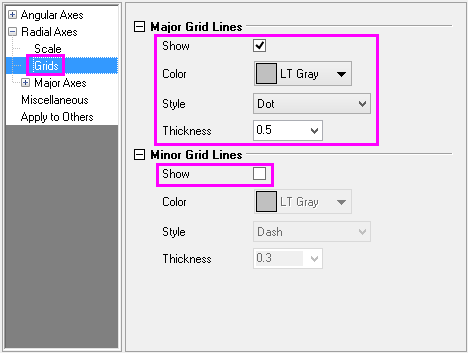 Angular Axes
Radial Axes
Scale
Grids
Major Axes
Miscellaneous
Apply to Others
Major Grid Lines
Show
Color LT Gray
Style Dot
Thickness 0.5
Minor Grid Lines
Show
Color LT Gray
Style Dash
Thickness 0.3